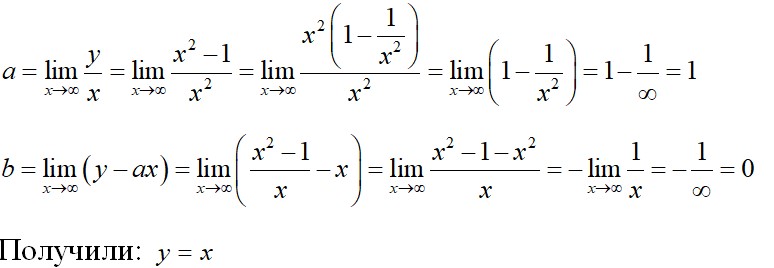 a = lim_{x→∞} y/x = lim_{x→∞} (x² − 1)/x² = lim_{x→∞} x²(1 − 1/x²)/x² = lim_{x→∞} (1 − 1/x²) = 1 − 1/∞ = 1
b = lim_{x→∞} (y − ax) = lim_{x→∞} ((x² − 1)/x − x) = lim_{x→∞} (x² − 1 − x²)/x = − lim_{x→∞} 1/x = − 1/∞ = 0
Получили: y = x